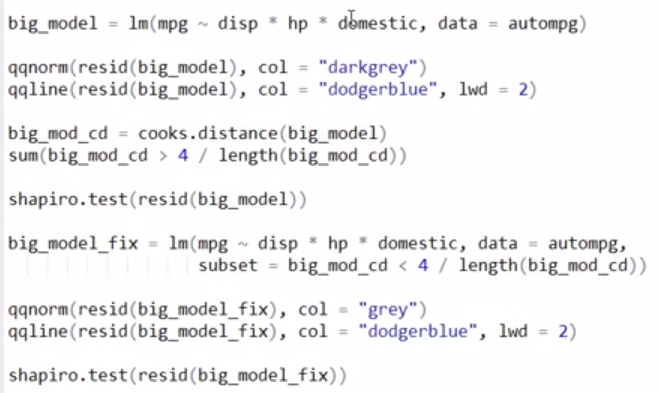 big_model = lm(mpg ~ disp * hp * domestic, data = autompg)
qqnorm(resid(big_model), col = "darkgrey")
qqline(resid(big_model), col = "dodgerblue", lwd = 2)
big_mod_cd = cooks.distance(big_model)
sum(big_mod_cd > 4 / length(big_mod_cd))
shapiro.test(resid(big_model))
big_model_fix = lm(mpg ~ disp * hp * domestic, data = autompg,
subset = big_mod_cd < 4 / length(big_mod_cd))
qqnorm(resid(big_model_fix), col = "grey")
qqline(resid(big_model_fix), col = "dodgerblue", lwd = 2)
shapiro.test(resid(big_model_fix))